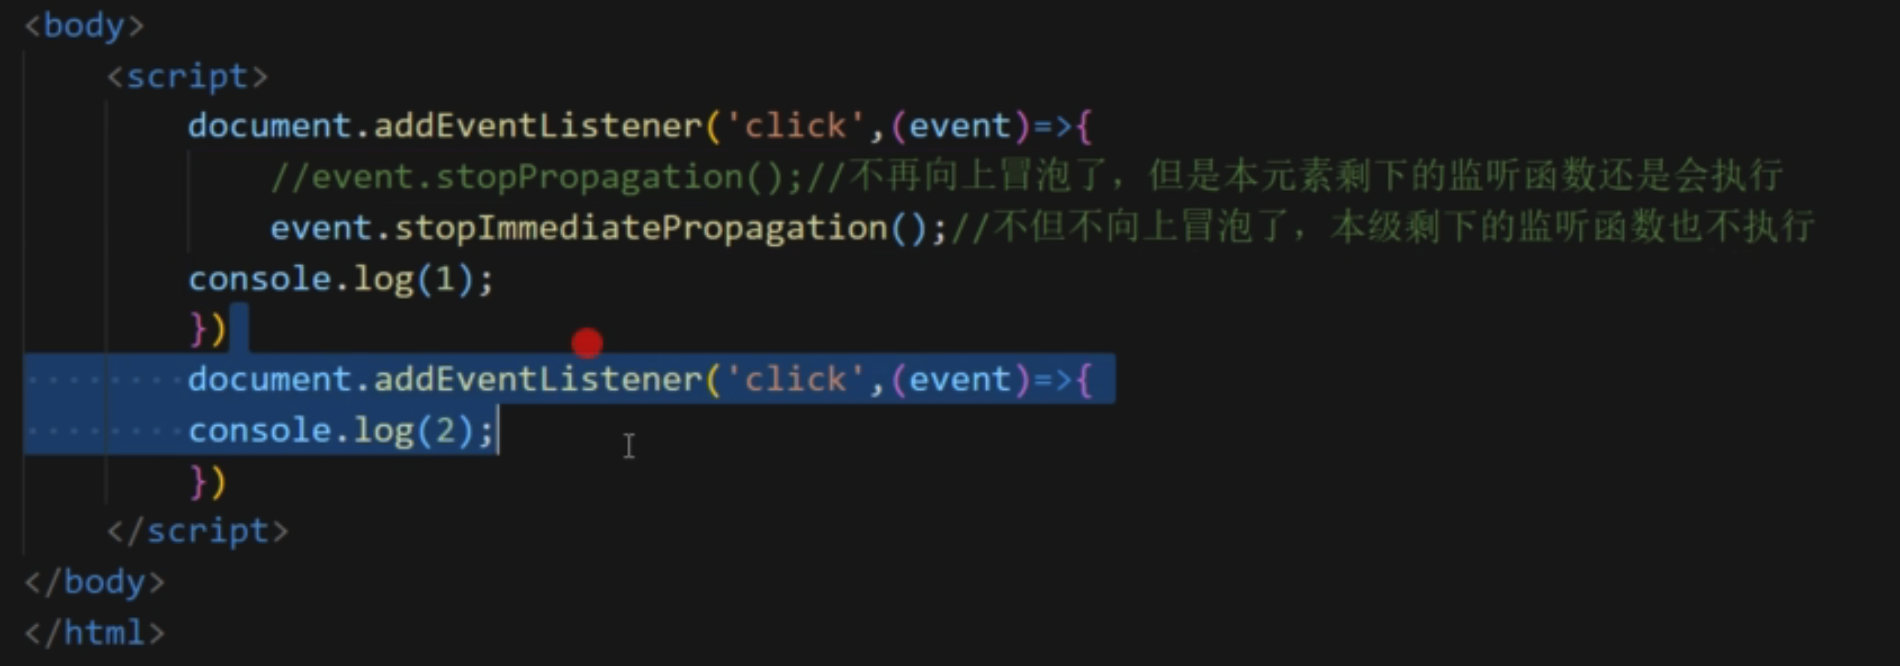 <body>
<script>
document.addEventListener('click',(event)=>{
//event.stopPropagation();//不再向上冒泡了，但是本元素剩下的监听函数还是会执行
event.stopImmediatePropagation();//不但不向上冒泡了，本级剩下的监听函数也不执行
console.log(1);
})
document.addEventListener('click',(event)=>{
console.log(2);
})
</script>
</body>
</html>